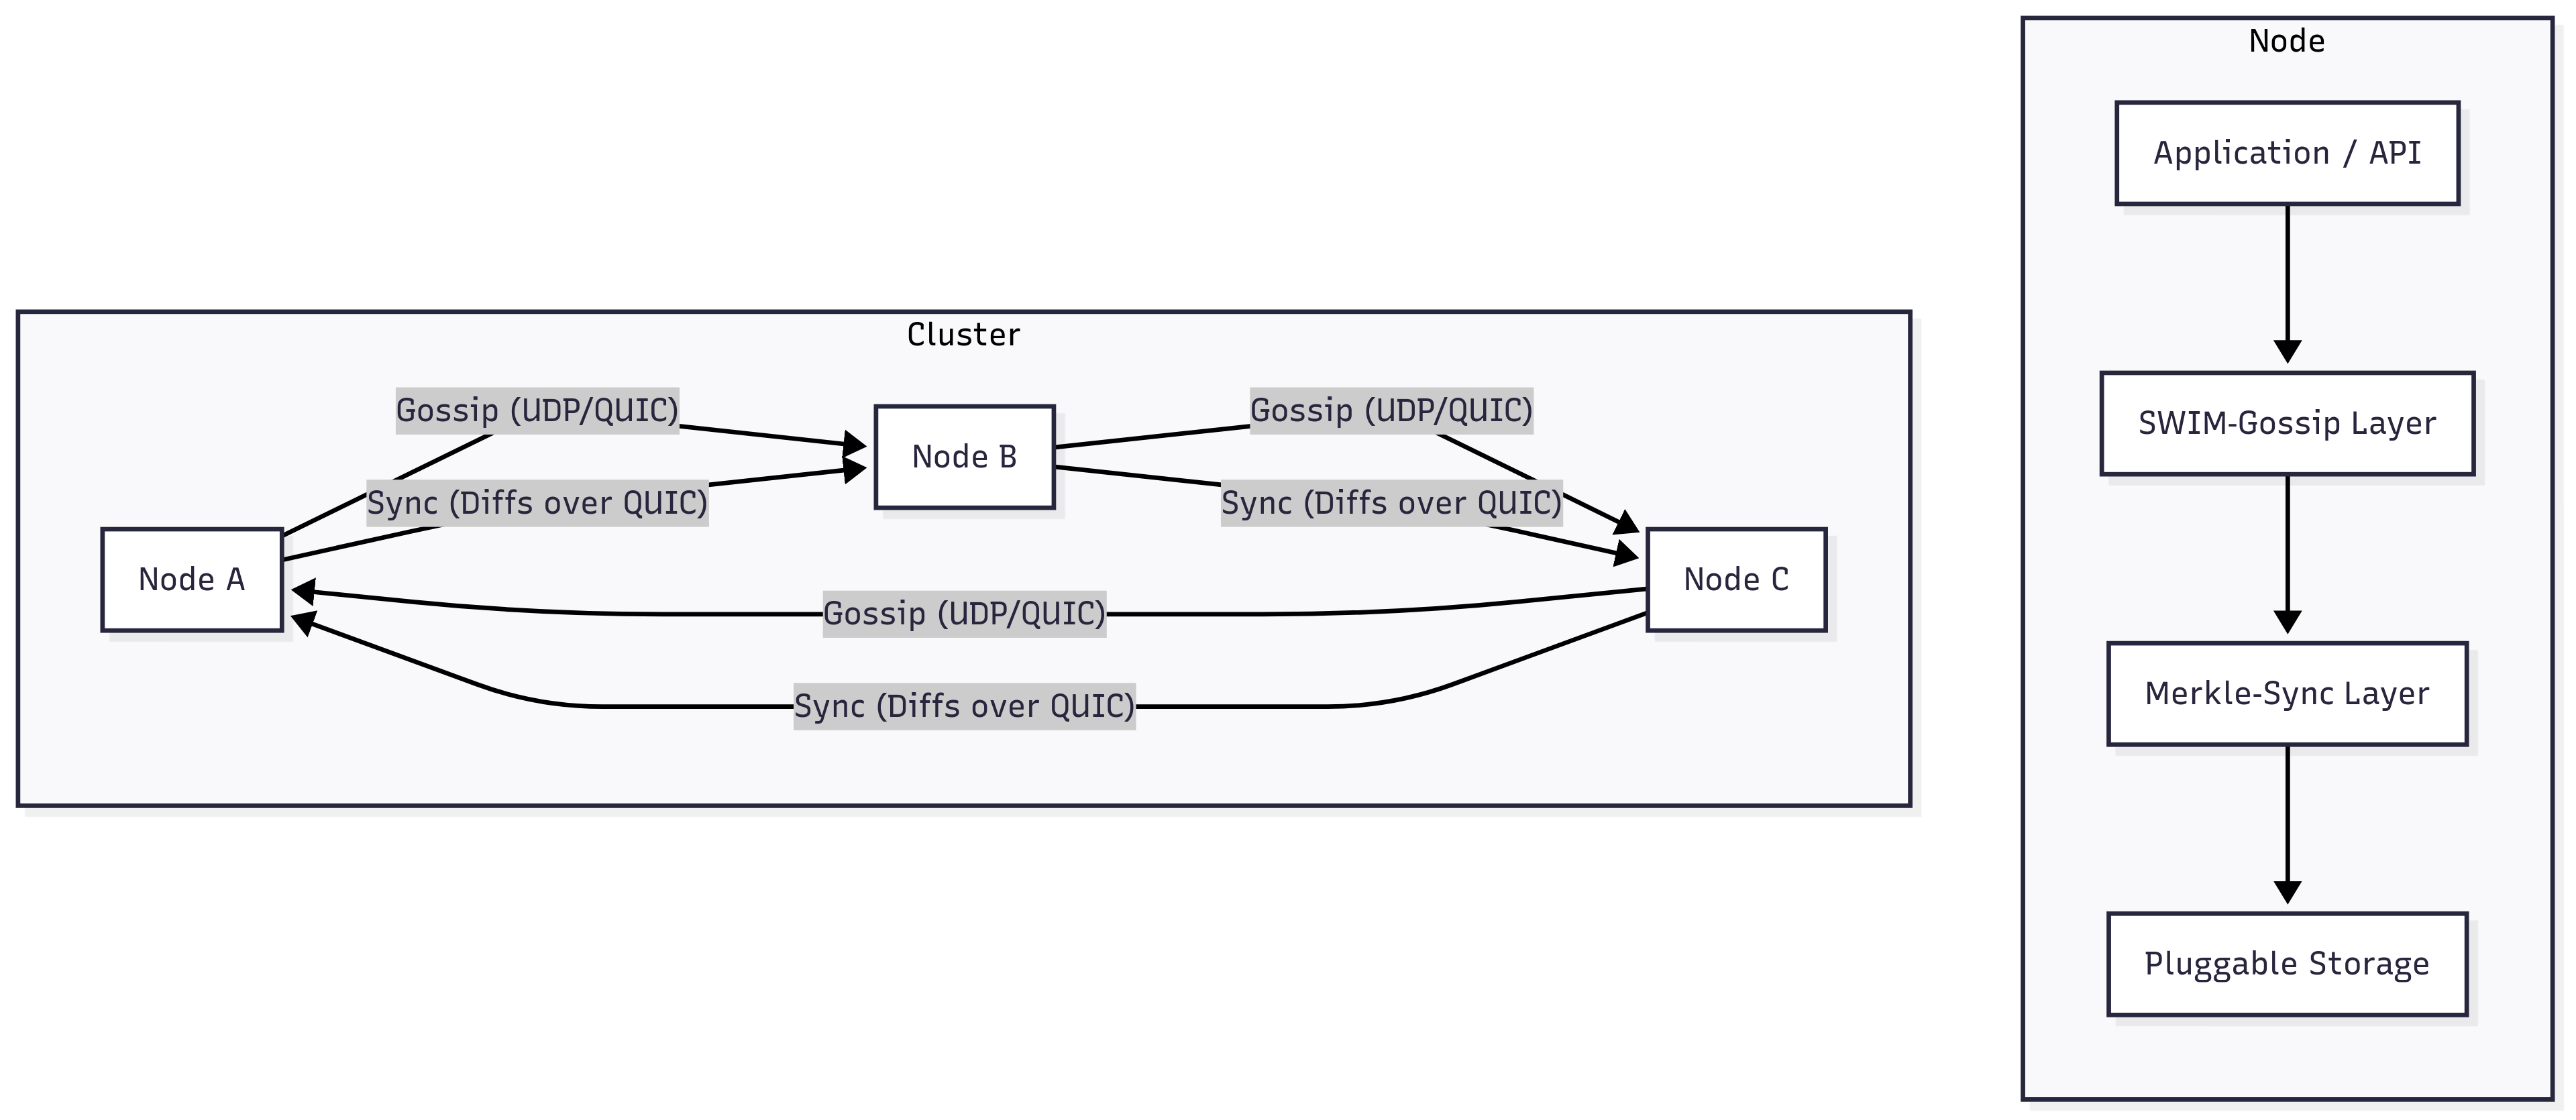 Cluster
Gossip (UDP/QUIC)
Sync (Diffs over QUIC)
Node A
Node B
Gossip (UDP/QUIC)
Sync (Diffs over QUIC)
Node C
Gossip (UDP/QUIC)
Sync (Diffs over QUIC)
Node
Application / API
SWIM-Gossip Layer
Merkle-Sync Layer
Pluggable Storage